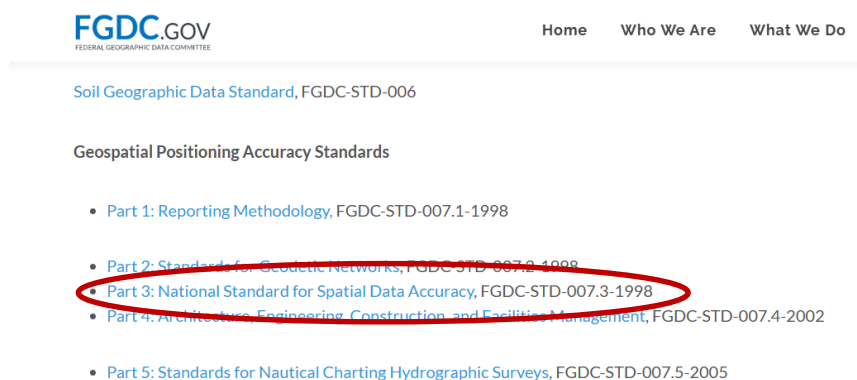 FGDC.GOV
FEDERAL GEOGRAPHIC DATA COMMITTEE
Home Who We Are What We Do
Soil Geographic Data Standard, FGDC-STD-006
Geospatial Positioning Accuracy Standards
Part 1: Reporting Methodology, FGDC-STD-007.1-1998
Part 2: Standards for Geodetic Networks, FGDC-STD-007.2-1998
Part 3: National Standard for Spatial Data Accuracy, FGDC-STD-007.3-1998
Part 4: Architecture, Engineering, Construction, and Facilities Management, FGDC-STD-007.4-2002
Part 5: Standards for Nautical Charting Hydrographic Surveys, FGDC-STD-007.5-2005